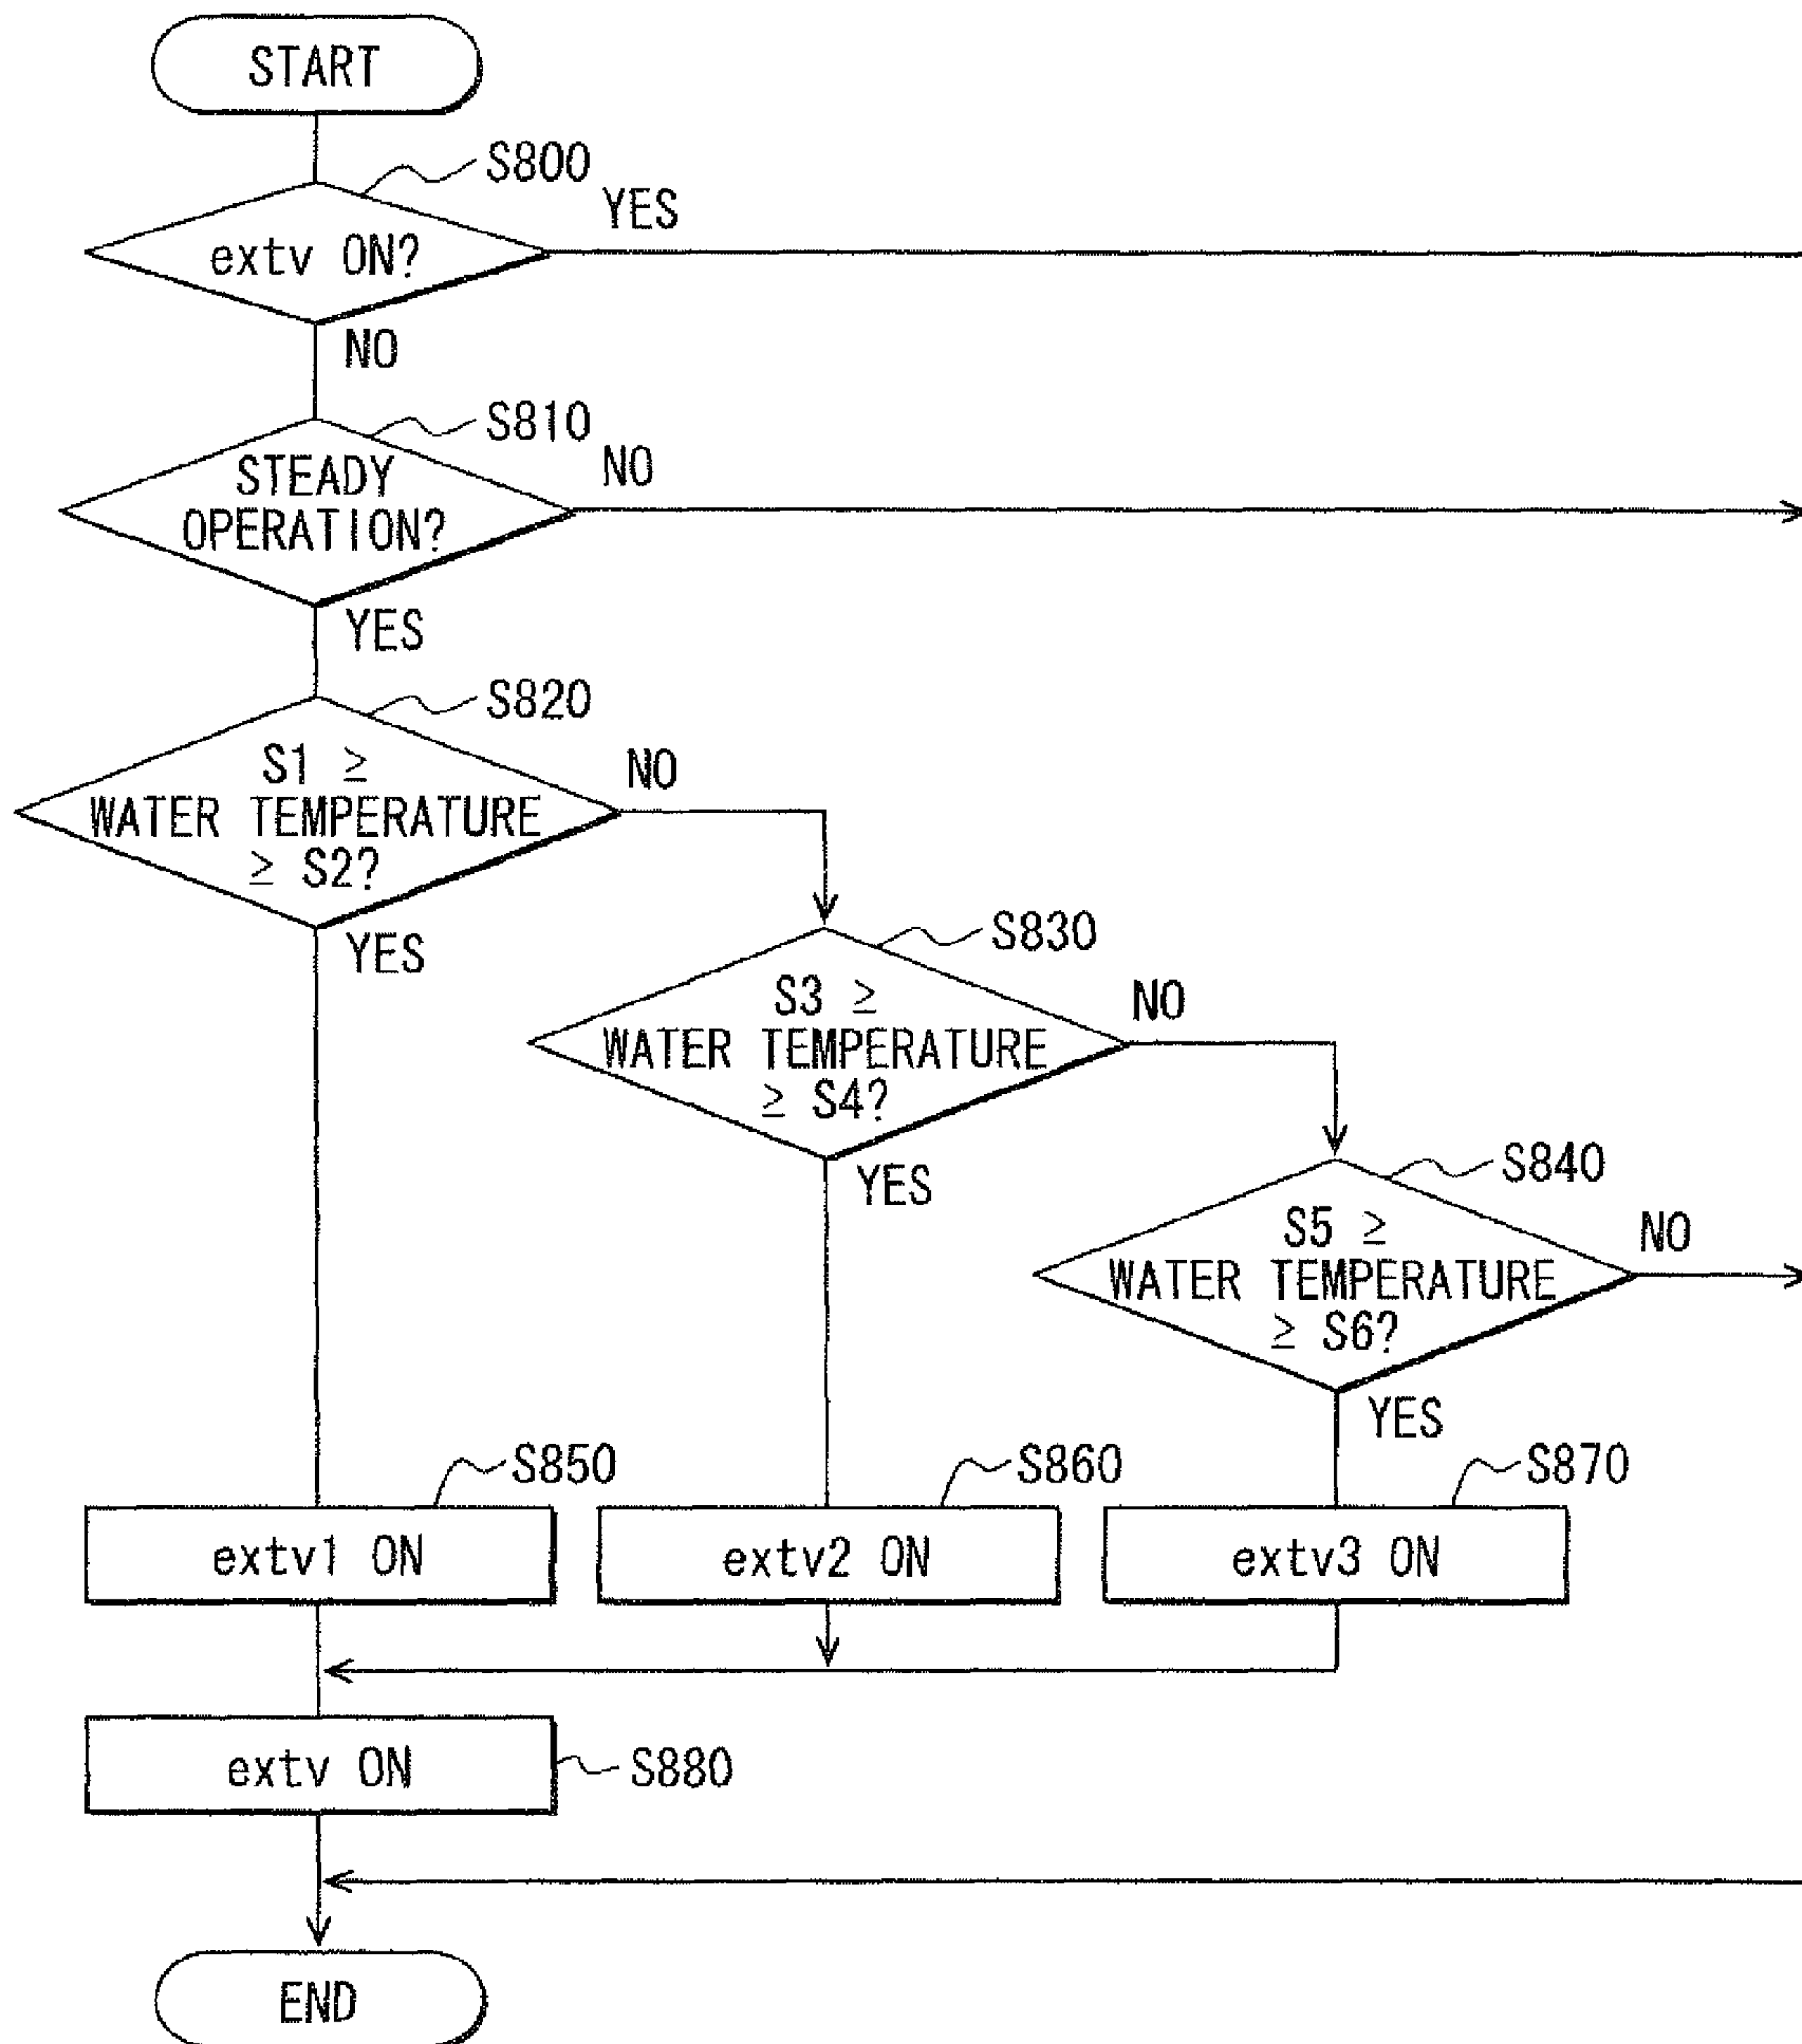 START
S800
YES
extv ON?
NO
S810
NO
STEADY
OPERATION?
YES
S820
NO
S1 ≥
WATER TEMPERATURE
≥ S2?
YES
S830
NO
S3 ≥
WATER TEMPERATURE
≥ S4?
YES
S840
NO
S5 ≥
WATER TEMPERATURE
≥ S6?
YES
S850
S860
S870
extv1 ON
extv2 ON
extv3 ON
extv ON
S880
END